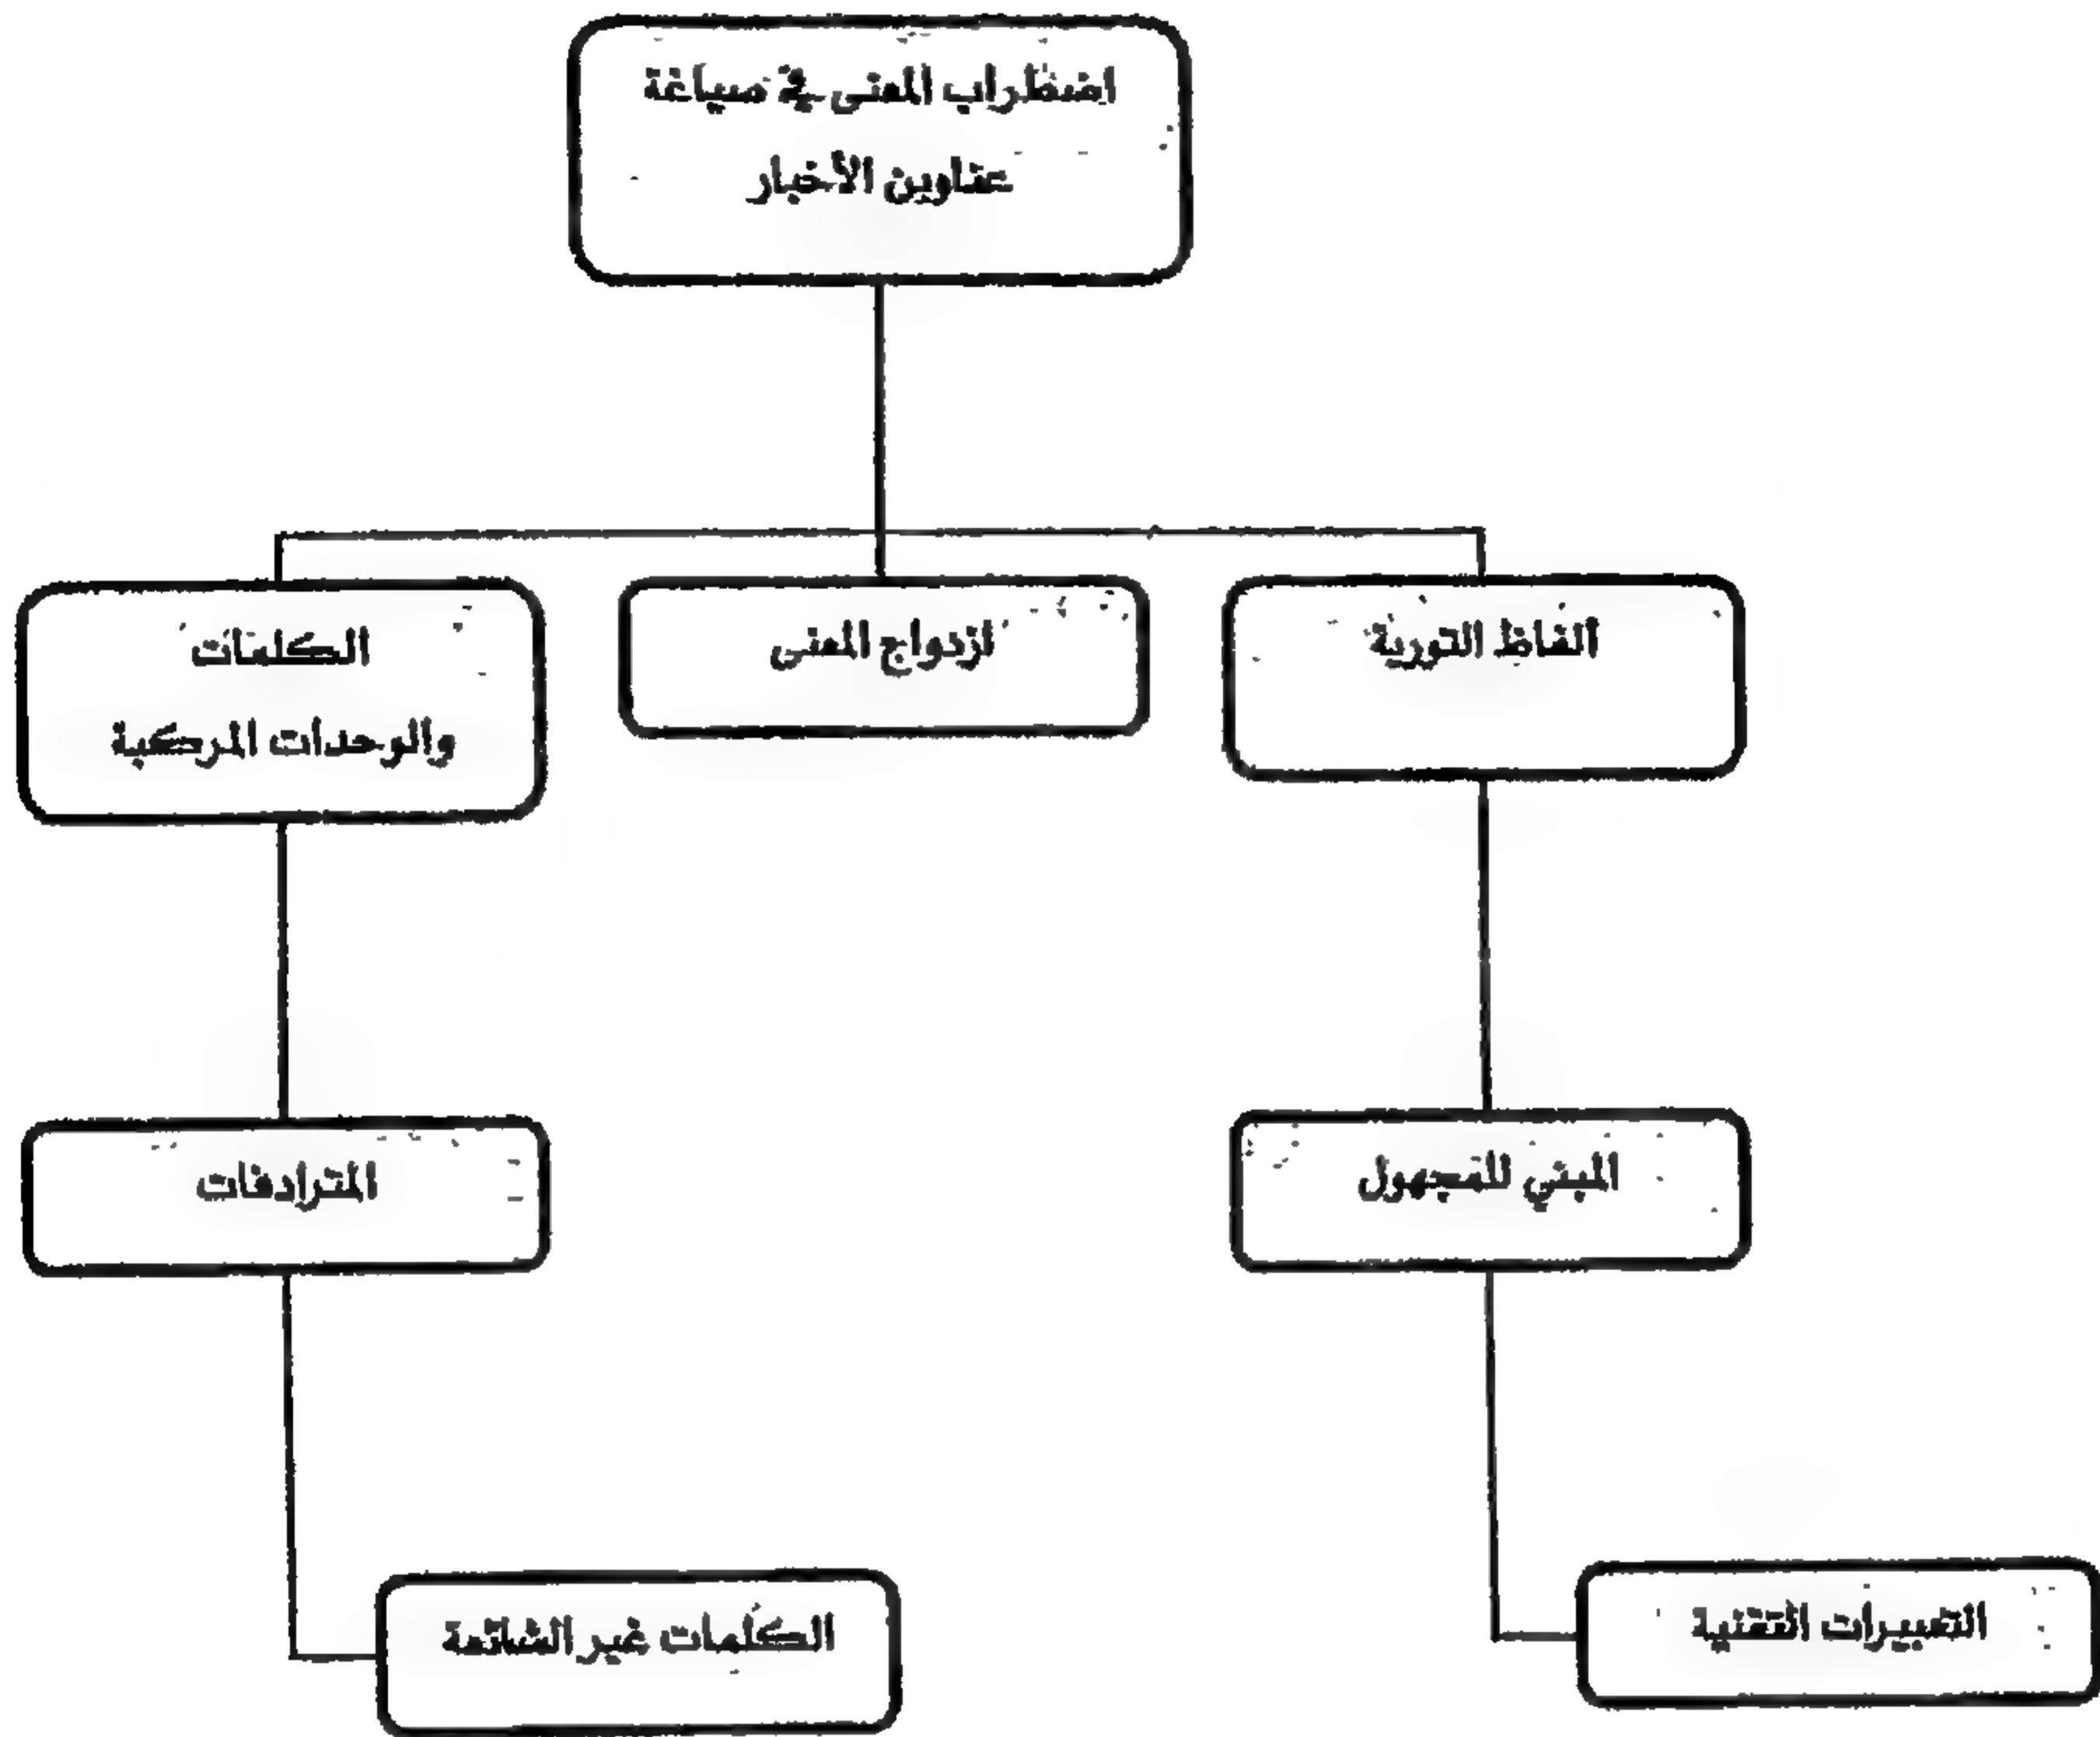 اضطراب المعنى في صياغة
عناوين الأخبار
ألفاظ التورية
ازدواج المعنى
الكلمات
والوحدات المركبة
المبني للمجهول
المترادفات
التعبيرات التقنية
الكلمات غير الشائعة